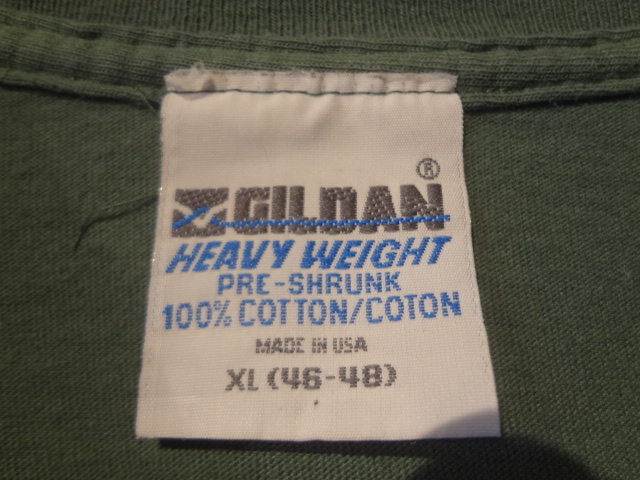 ®
GILDAN
HEAVY WEIGHT
PRE-SHRUNK
100% COTTON/COTON
MADE IN USA
XL (46-48)